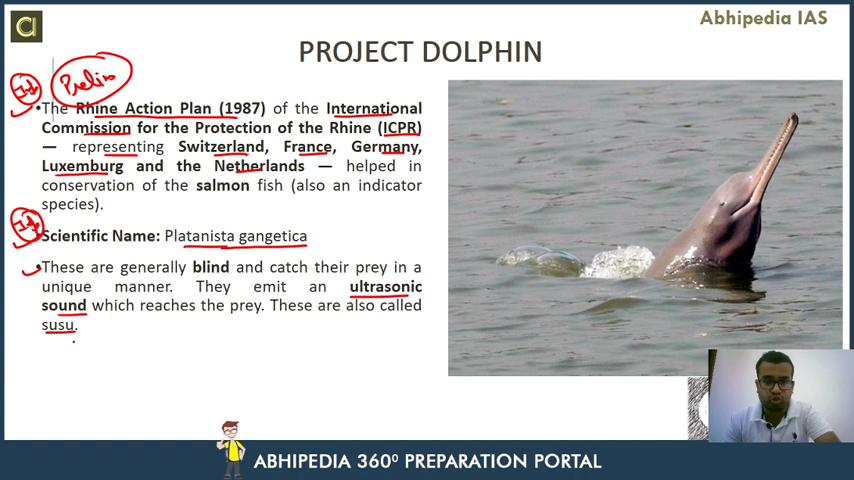 Abhipedia IAS
PROJECT DOLPHIN
Prelim
•The Rhine Action Plan (1987) of the International
Commission for the Protection of the Rhine (ICPR)
— representing Switzerland, France, Germany,
Luxemburg and the Netherlands — helped in
conservation of the salmon fish (also an indicator
species).
Scientific Name: Platanista gangetica
•These are generally blind and catch their prey in a
unique manner. They emit an ultrasonic
sound which reaches the prey. These are also called
susu.
ABHIPEDIA 360º PREPARATION PORTAL